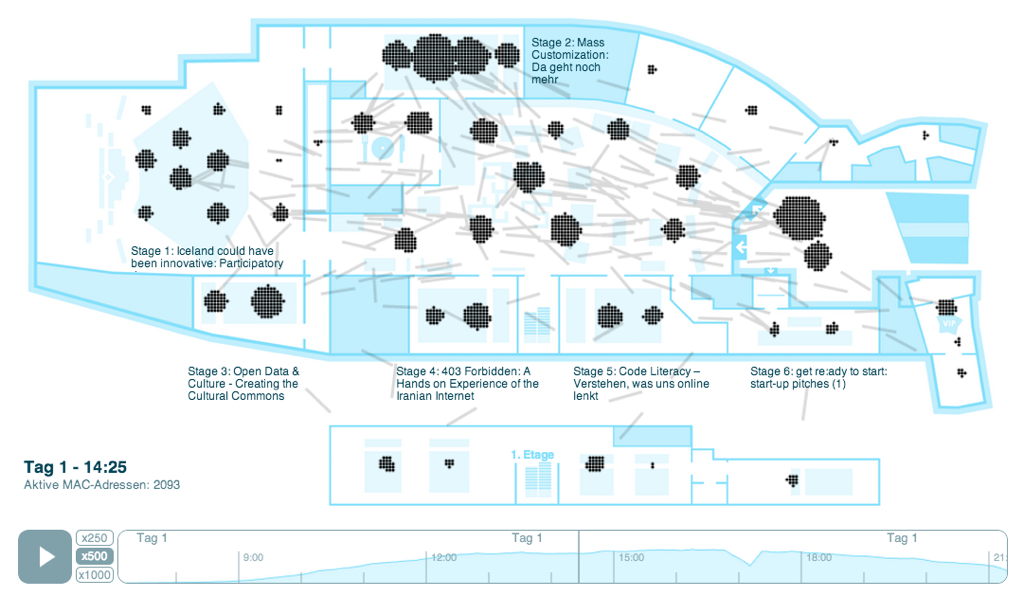 Stage 2: Mass
Customization:
Da geht noch
mehr
Stage 1: Iceland could have
been innovative: Participatory
VIP
Stage 3: Open Data &
Culture - Creating the
Cultural Commons
Stage 4: 403 Forbidden: A
Hands on Experience of the
Iranian Internet
Stage 5: Code Literacy –
Verstehen, was uns online
lenkt
Stage 6: get re:ady to start:
start-up pitches (1)
1. Etage
Tag 1 - 14:25
Aktive MAC-Adressen: 2093
x250
x500
x1000
Tag 1
Tag 1
Tag 1
9:00
12:00
15:00
18:00
21: